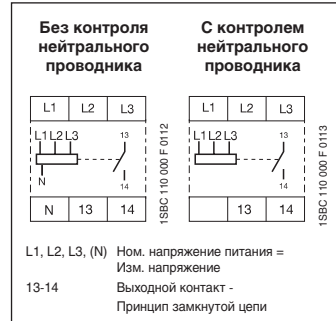 Без контроля
нейтрального
проводника
С контролем
нейтрального
проводника
L1 L2 L3
L1 L2 L3
13
N
14
N 13 14
1SBC 110 000 F 0112
L1 L2 L3
L1 L2 L3
13
14
13 14
1SBC 110 000 F 0113
L1, L2, L3, (N) Ном. напряжение питания =
Изм. напряжение
13-14 Выходной контакт -
Принцип замкнутой цепи